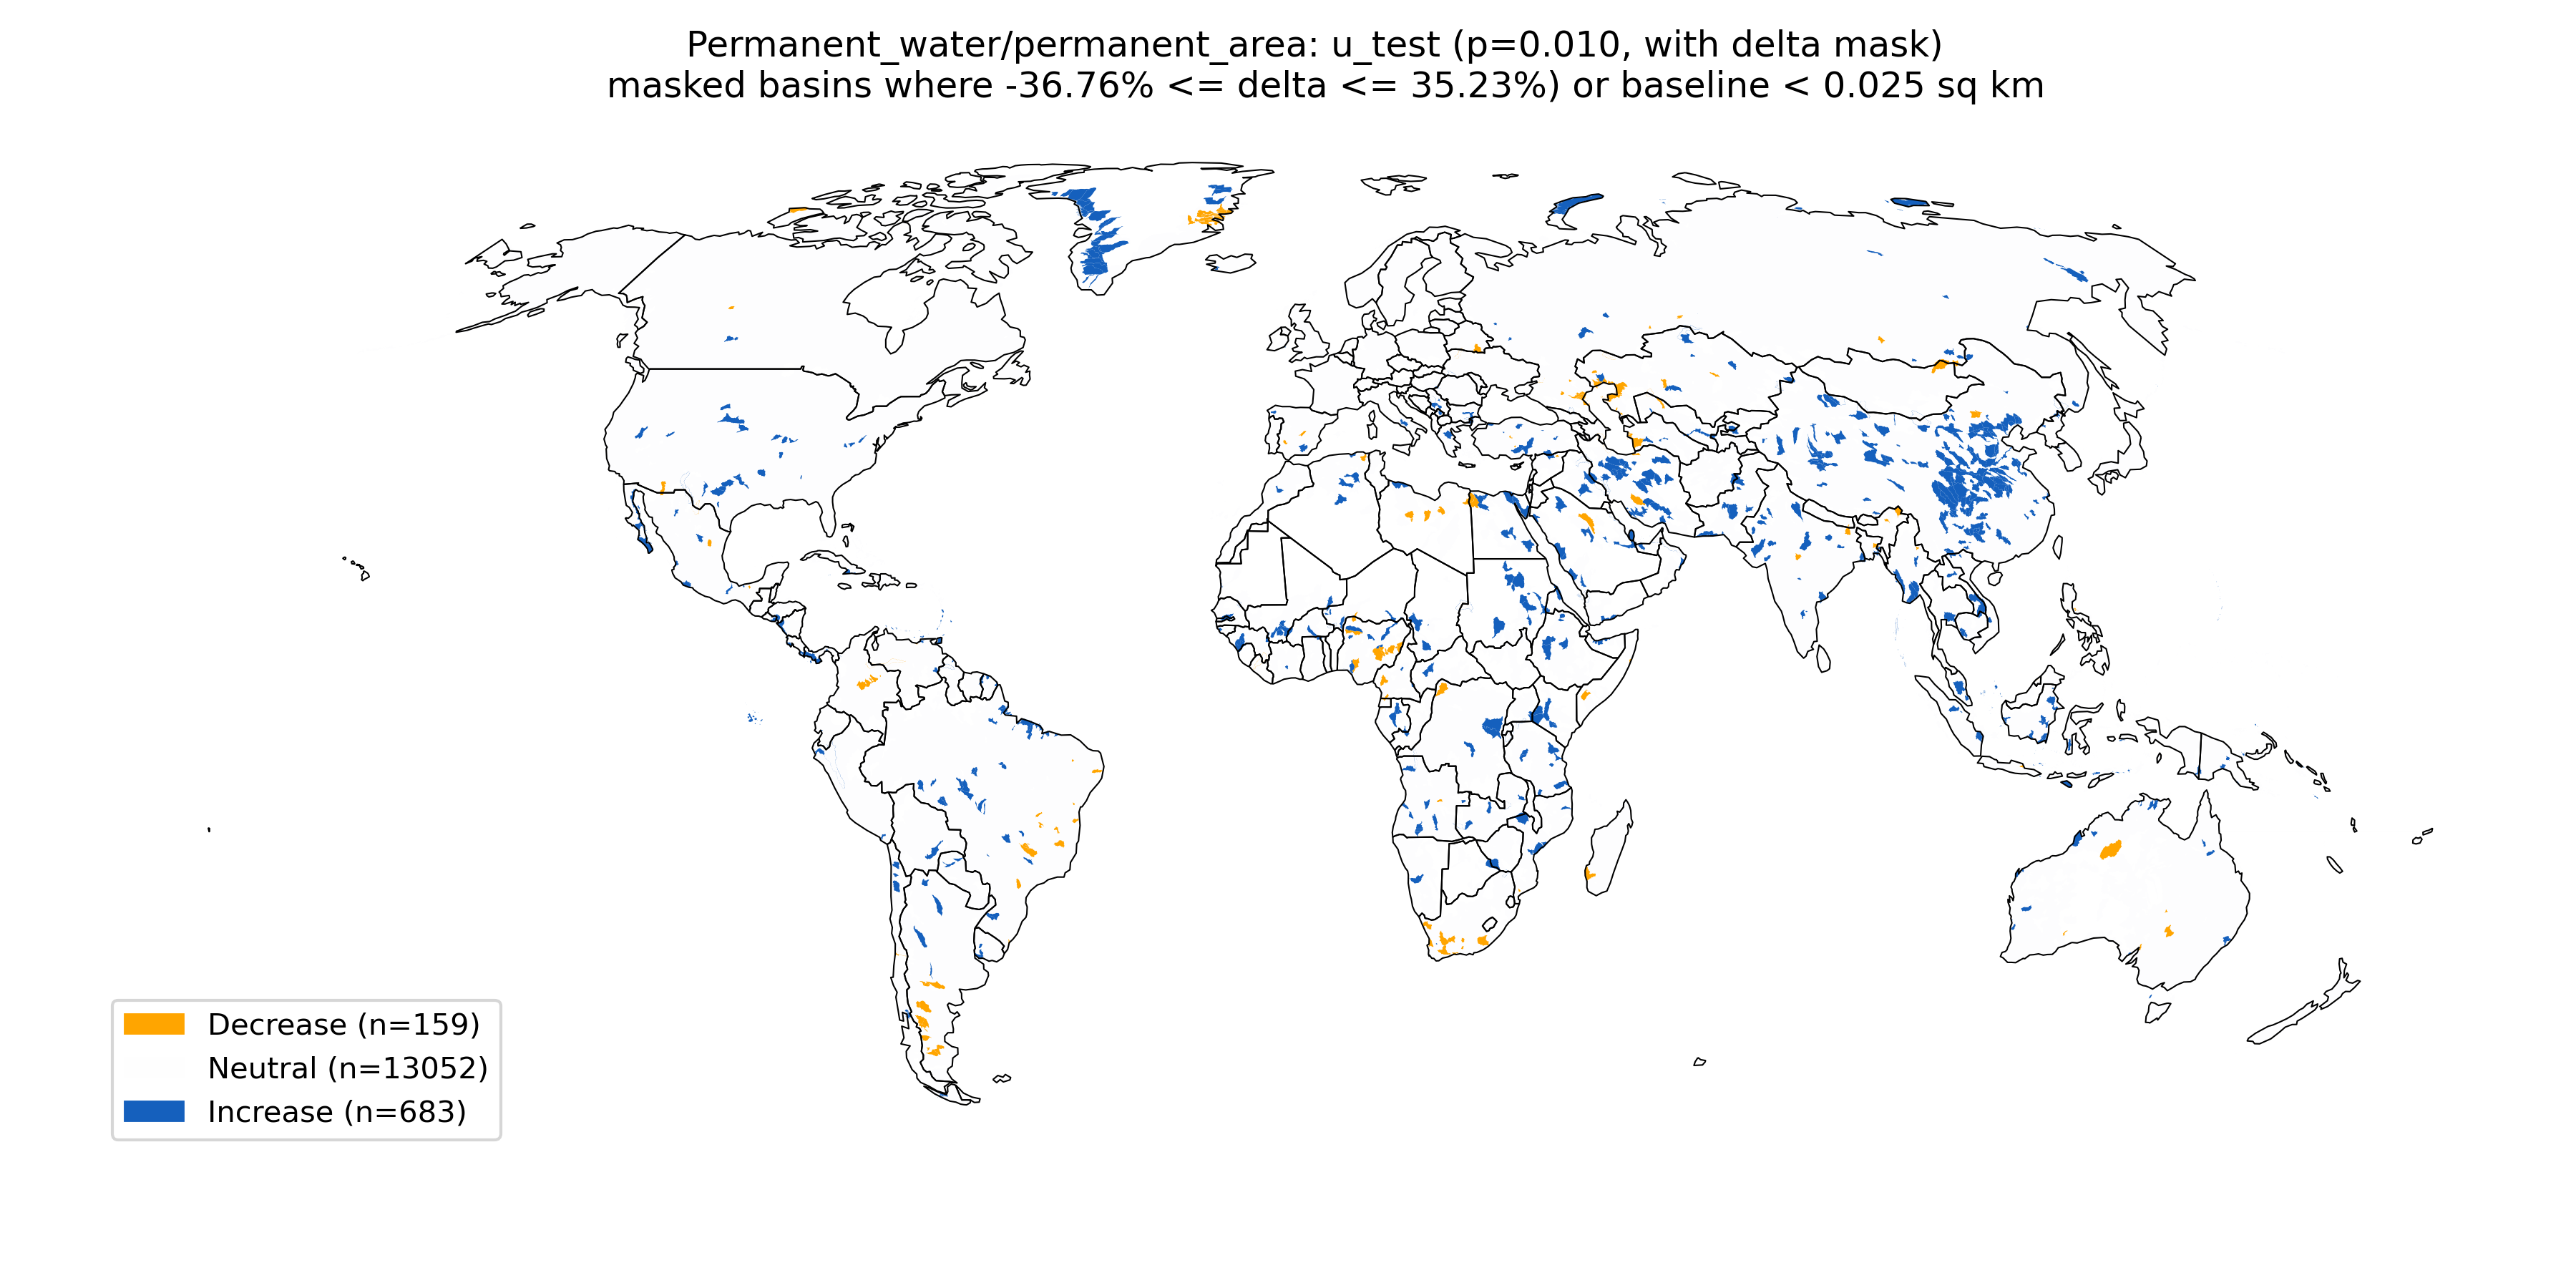 Permanent_water/permanent_area: u_test (p=0.010, with delta mask)
masked basins where -36.76% <= delta <= 35.23%) or baseline < 0.025 sq km
Decrease (n=159)
Neutral (n=13052)
Increase (n=683)